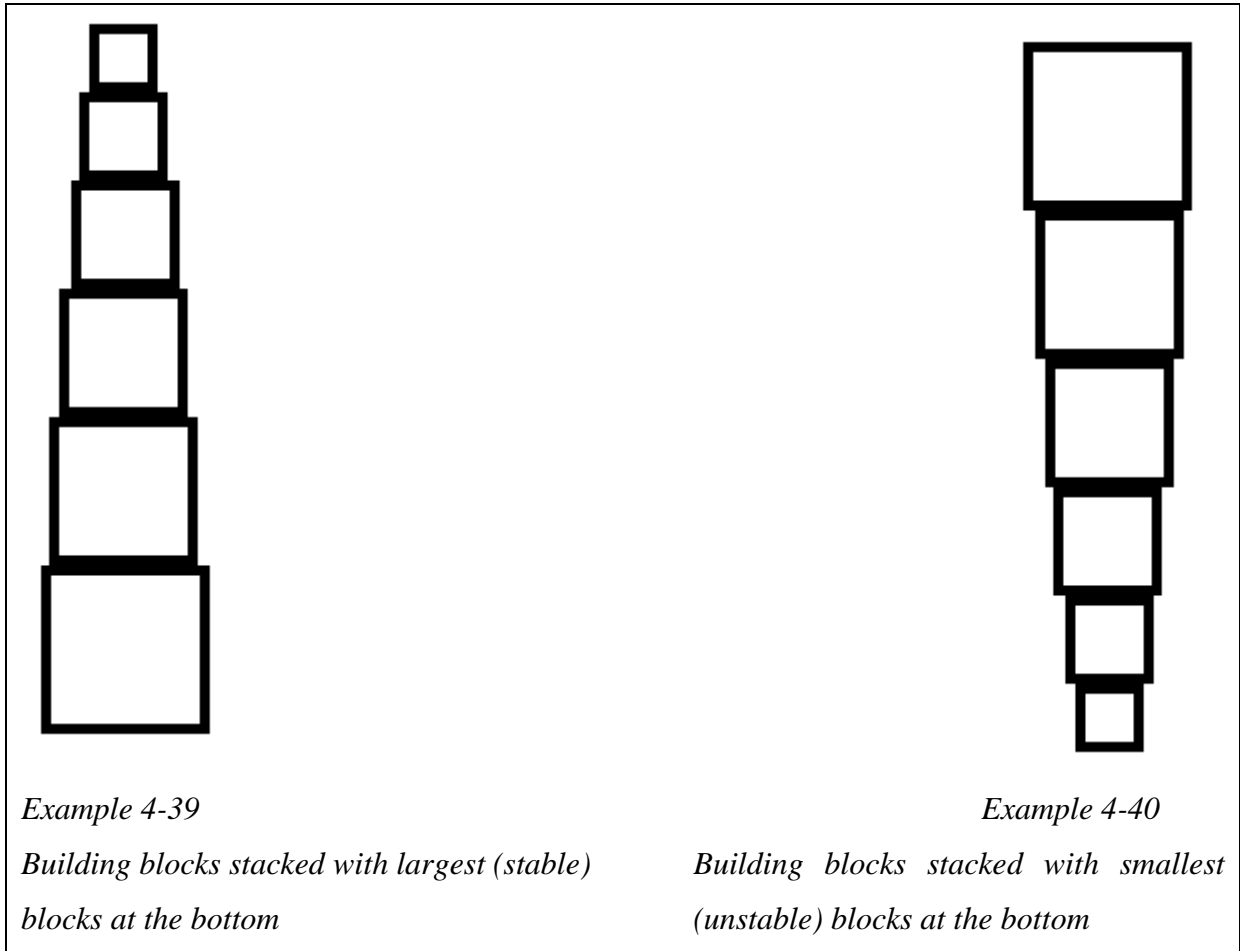 Example 4-39
Building blocks stacked with largest (stable)
blocks at the bottom
Example 4-40
Building blocks stacked with smallest
(unstable) blocks at the bottom